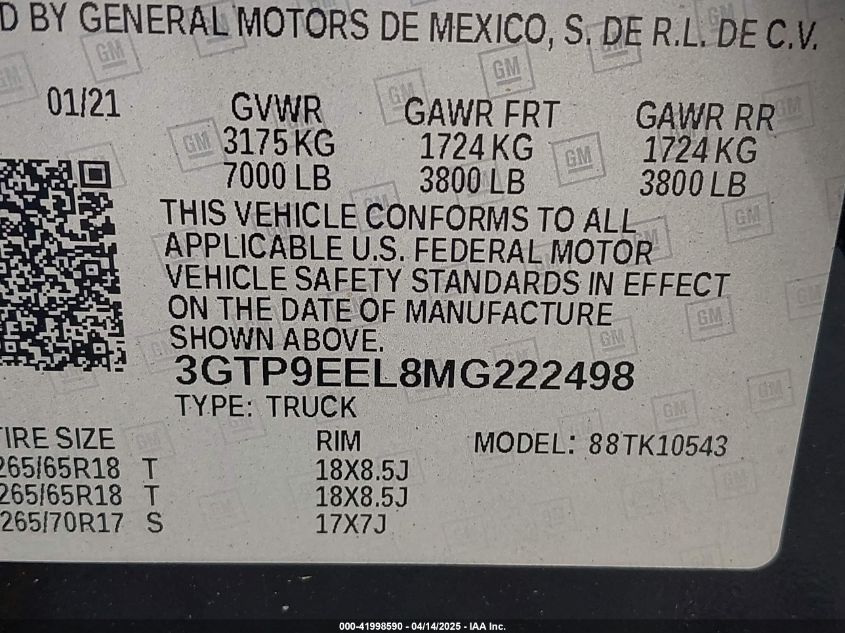 D BY GENERAL MOTORS DE MEXICO, S. DE R.L. DE C.V.
01/21 GVWR GAWR FRT GAWR RR
3175 KG 1724 KG 1724 KG
7000 LB 3800 LB 3800 LB
THIS VEHICLE CONFORMS TO ALL
APPLICABLE U.S. FEDERAL MOTOR
VEHICLE SAFETY STANDARDS IN EFFECT
ON THE DATE OF MANUFACTURE
SHOWN ABOVE.
3GTP9EEL8MG222498
TYPE: TRUCK
TIRE SIZE RIM MODEL: 88TK10543
265/65R18 T 18X8.5J
265/65R18 T 18X8.5J
265/70R17 S 17X7J
000-41998590 - 04/14/2025 - IAA Inc.